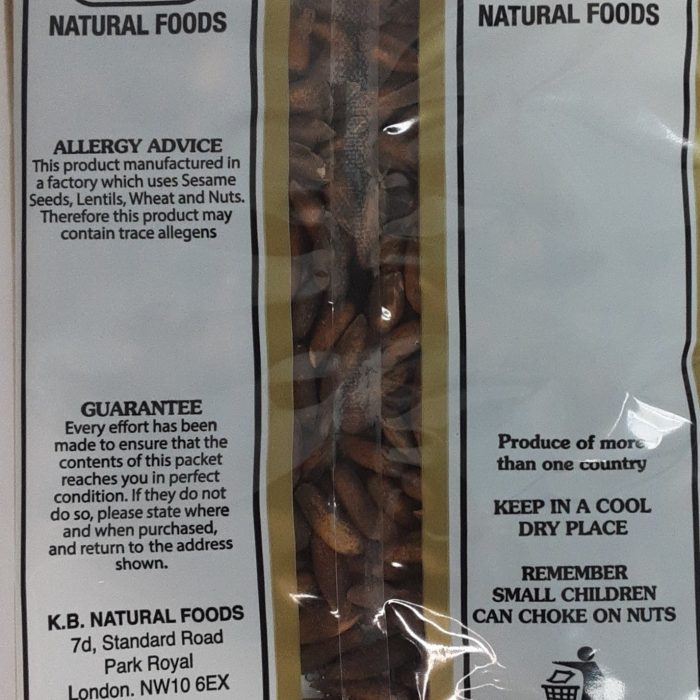 NATURAL FOODS
ALLERGY ADVICE
This product manufactured in
a factory which uses Sesame
Seeds, Lentils, Wheat and Nuts.
Therefore this product may
contain trace allegens
GUARANTEE
Every effort has been
made to ensure that the
contents of this packet
reaches you in perfect
condition. If they do not
do so, please state where
and when purchased,
and return to the address
shown.
K.B. NATURAL FOODS
7d, Standard Road
Park Royal
London. NW10 6EX
NATURAL FOODS
Produce of more
than one country
KEEP IN A COOL
DRY PLACE
REMEMBER
SMALL CHILDREN
CAN CHOKE ON NUTS